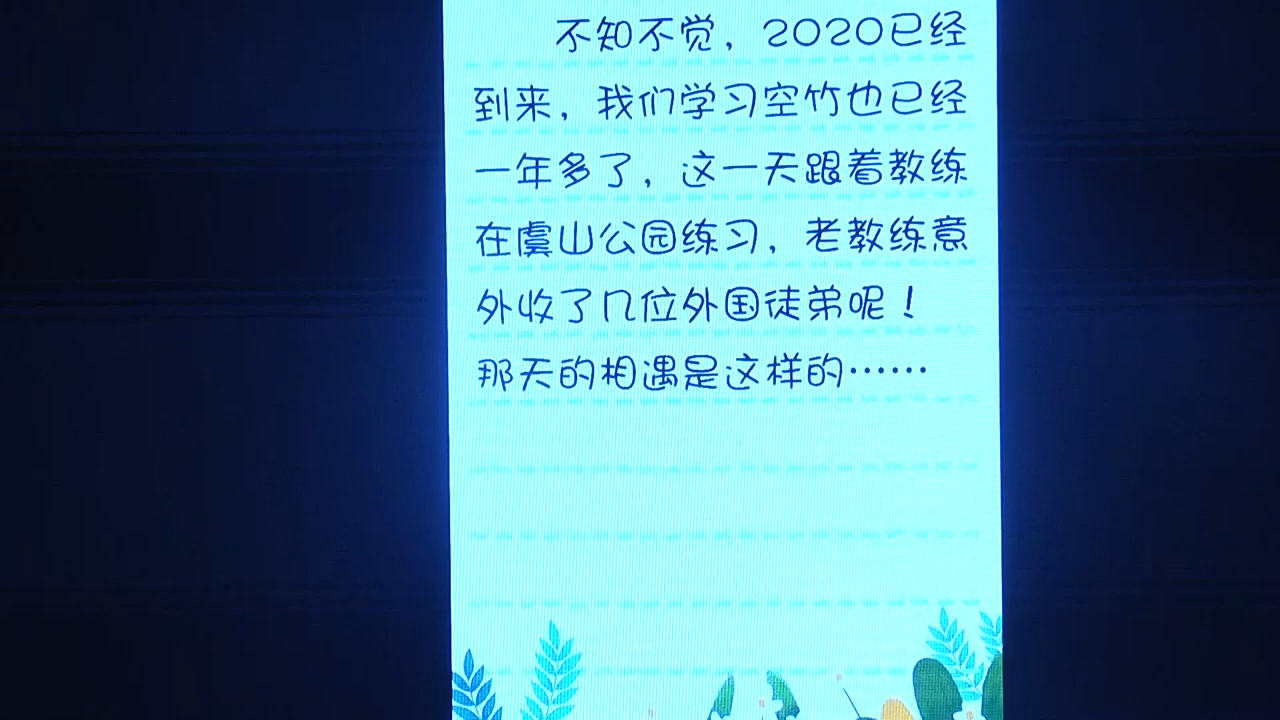 不知不觉，2020已经
到来，我们学习空竹也已经
一年多了，这一天跟着教练
在虞山公园练习，老教练意
外收了几位外国徒弟呢！
那天的相遇是这样的……